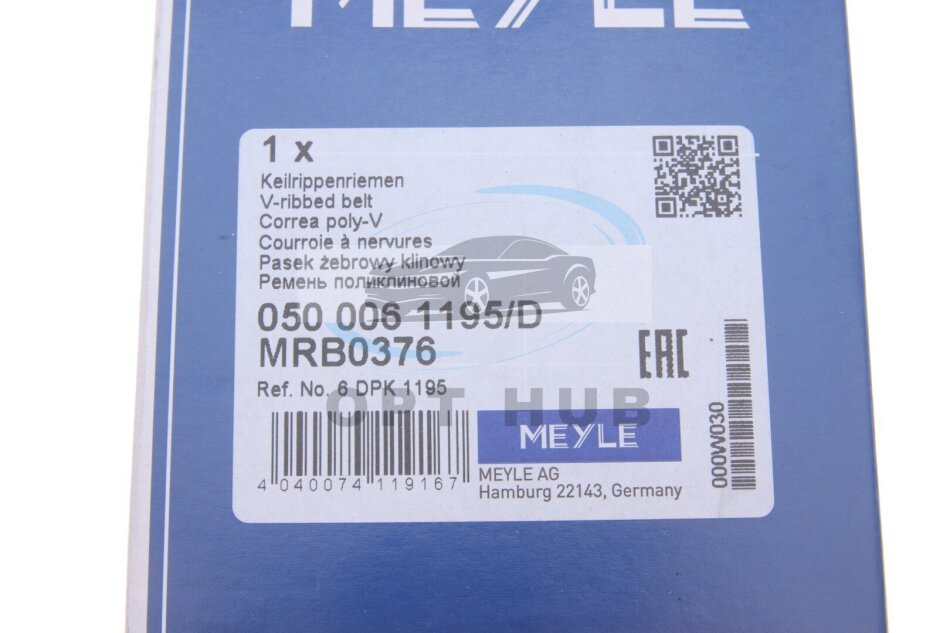 MEYLE
1 x
Keilrippenriemen
V-ribbed belt
Correa poly-V
Courroie à nervures
Pasek żebrowy klinowy
Ремень поликлиновой
050 006 1195/D
MRB0376
Ref. No. 6 DPK 1195
EAC
OPT HUB
4 040074 119167
MEYLE
MEYLE AG
Hamburg 22143, Germany
000W030